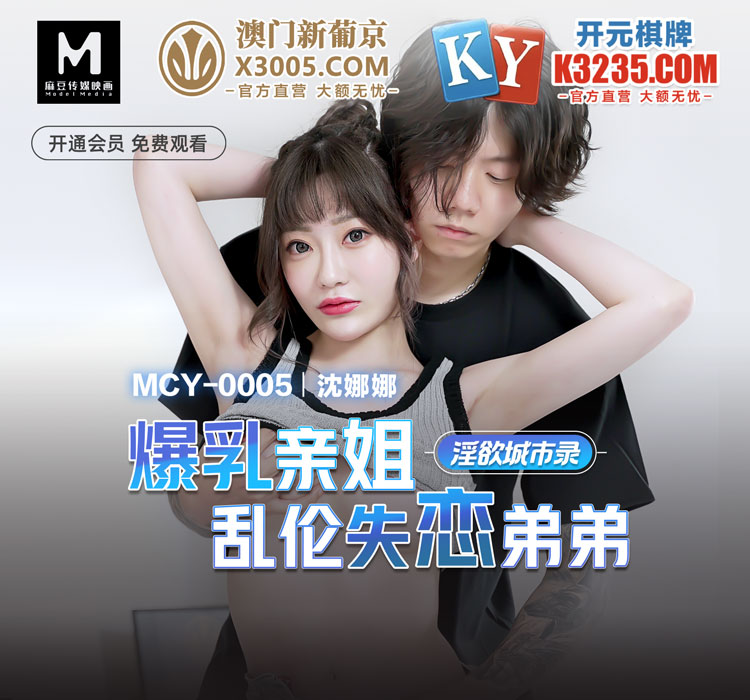 M
麻豆传媒映画
Model Media
澳门新葡京
X3005.COM
-官方直营 大额无忧-
KY
开元棋牌
K3235.COM
-官方直营 大额无忧-
开通会员 免费观看
MCY-0005|沈娜娜
爆乳亲姐
淫欲城市录
乱伦失恋弟弟